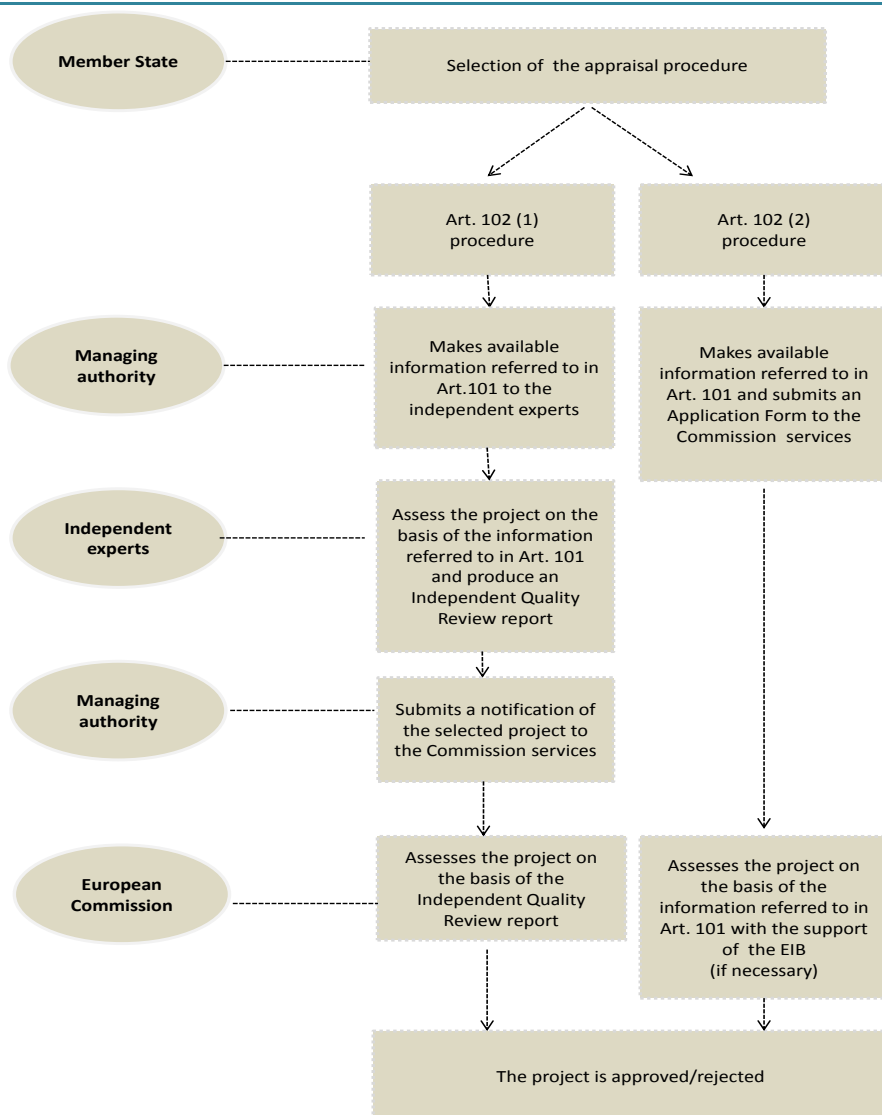 Member State
Selection of the appraisal procedure
Art. 102 (1)
procedure
Art. 102 (2)
procedure
Managing
authority
Makes available
information referred to in
Art.101 to the
independent experts
Makes available
information referred to in
Art. 101 and submits an
Application Form to the
Commission services
Independent
experts
Assess the project on the
basis of the information
referred to in Art. 101
and produce an
Independent Quality
Review report
Managing
authority
Submits a notification of
the selected project to
the Commission services
European
Commission
Assesses the project on
the basis of the
Independent Quality
Review report
Assesses the project on
the basis of the
information referred to in
Art. 101 with the support
of the EIB
(if necessary)
The project is approved/rejected